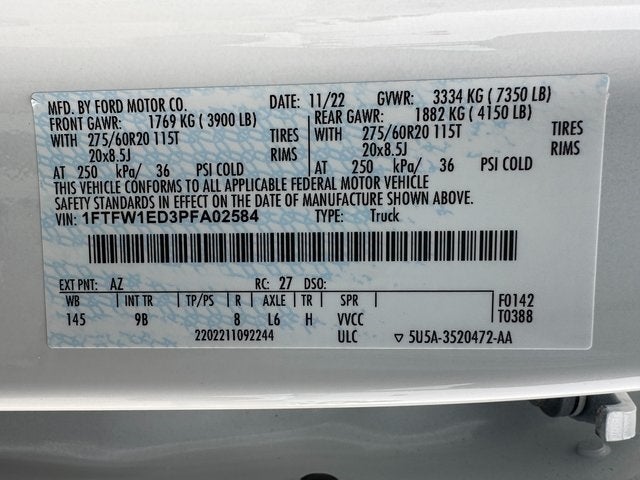 MFD. BY FORD MOTOR CO. DATE: 11/22 GVWR: 3334 KG ( 7350 LB)
FRONT GAWR: 1769 KG ( 3900 LB) REAR GAWR: 1882 KG ( 4150 LB)
WITH 275/60R20 115T TIRES WITH 275/60R20 115T TIRES
20x8.5J RIMS 20x8.5J RIMS
AT 250 kPa/ 36 PSI COLD AT 250 kPa/ 36 PSI COLD
THIS VEHICLE CONFORMS TO ALL APPLICABLE FEDERAL MOTOR VEHICLE
SAFETY STANDARDS IN EFFECT ON THE DATE OF MANUFACTURE SHOWN ABOVE.
VIN: 1FTFW1ED3PFA02584 TYPE: Truck
EXT PNT: AZ RC: 27 DSO:
WB INT TR TP/PS R AXLE TR SPR F0142
145 9B 8 L6 H VVCC T0388
2202211092244 ULC 5U5A-3520472-AA